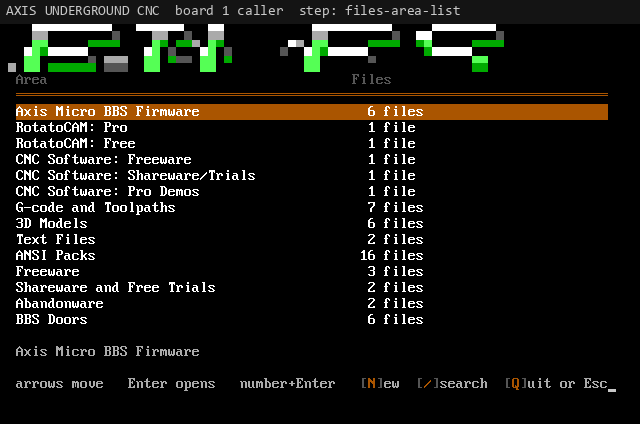 AXIS UNDERGROUND CNC  board 1 caller  step: files-area-list
Area Files
Axis Micro BBS Firmware 6 files
RotatoCAM: Pro 1 file
RotatoCAM: Free 1 file
CNC Software: Freeware 1 file
CNC Software: Shareware/Trials 1 file
CNC Software: Pro Demos 1 file
G-code and Toolpaths 7 files
3D Models 6 files
Text Files 2 files
ANSI Packs 16 files
Freeware 3 files
Shareware and Free Trials 2 files
Abandonware 2 files
BBS Doors 6 files
Axis Micro BBS Firmware
arrows move   Enter opens   number+Enter   [N]ew  [/]search  [Q]uit or Esc_